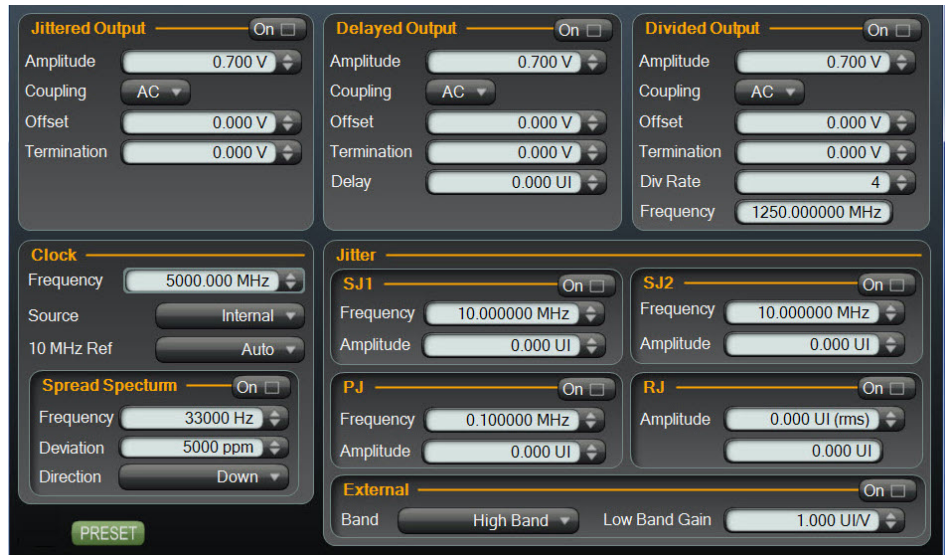 Jittered Output On
Amplitude 0.700 V
Coupling AC
Offset 0.000 V
Termination 0.000 V
Delayed Output On
Amplitude 0.700 V
Coupling AC
Offset 0.000 V
Termination 0.000 V
Delay 0.000 UI
Divided Output On
Amplitude 0.700 V
Coupling AC
Offset 0.000 V
Termination 0.000 V
Div Rate 4
Frequency 1250.000000 MHz
Clock
Frequency 5000.000 MHz
Source Internal
10 MHz Ref Auto
Spread Specturm On
Frequency 33000 Hz
Deviation 5000 ppm
Direction Down
PRESET
Jitter
SJ1 On
Frequency 10.000000 MHz
Amplitude 0.000 UI
SJ2 On
Frequency 10.000000 MHz
Amplitude 0.000 UI
PJ On
Frequency 0.100000 MHz
Amplitude 0.000 UI
RJ On
Amplitude 0.000 UI (rms)
0.000 UI
External On
Band High Band Low Band Gain 1.000 UI/V